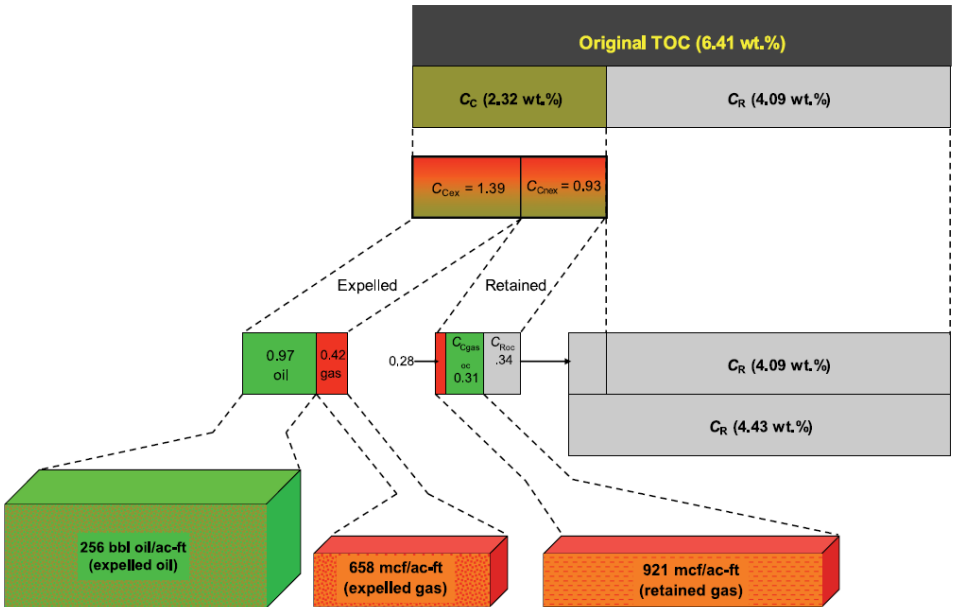 Original TOC (6.41 wt.%)
CC (2.32 wt.%)
CR (4.09 wt.%)
CCex = 1.39
CCnex = 0.93
Expelled
Retained
0.97
oil
0.42
gas
0,28
CCgas
oc
0.31
CRoc
.34
CR (4.09 wt.%)
CR (4.43 wt.%)
256 bbl oil/ac-ft
(expelled oil)
658 mcf/ac-ft
(expelled gas)
921 mcf/ac-ft
(retained gas)